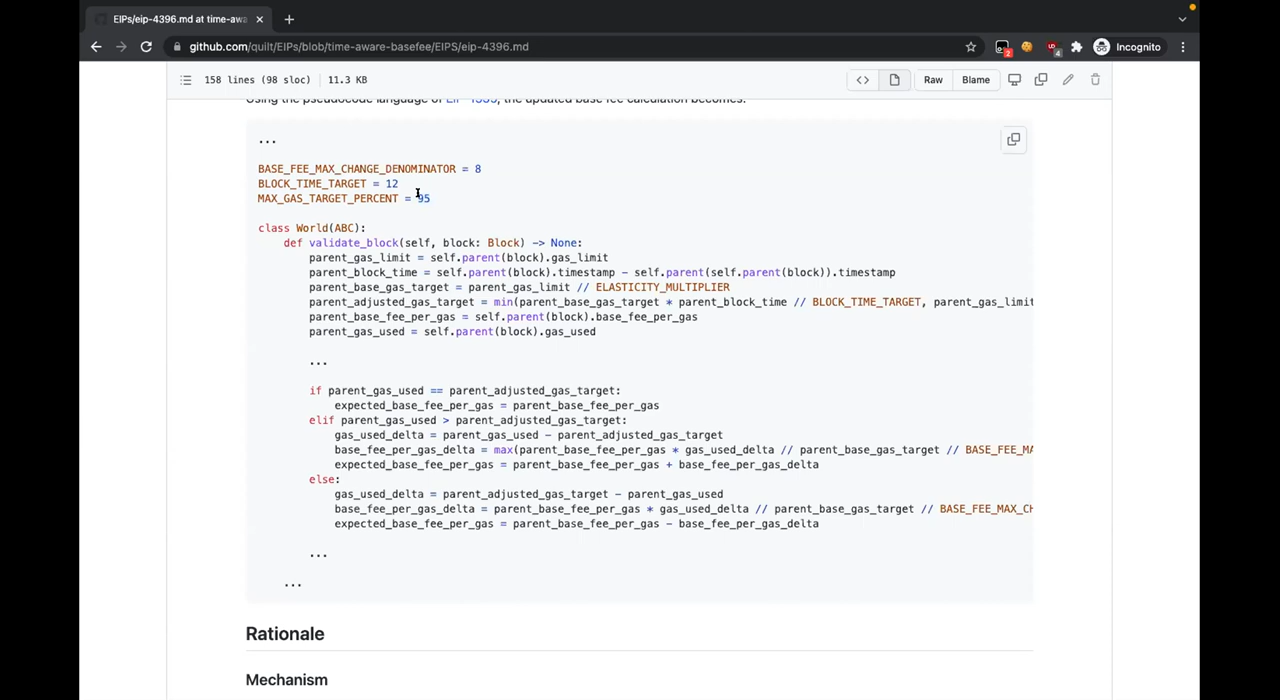 EIPs/eip-4396.md at time-awa
github.com/quilt/EIPs/blob/time-aware-basefee/EIPS/eip-4396.md
2
4
Incognito
158 lines (98 sloc) 11.3 KB
Raw
Blame
Using the pseudocode language of EIP-1559, the updated base fee calculation becomes:
...
BASE_FEE_MAX_CHANGE_DENOMINATOR = 8
BLOCK_TIME_TARGET = 12
MAX_GAS_TARGET_PERCENT = 95
class World(ABC):
def validate_block(self, block: Block) -> None:
parent_gas_limit = self.parent(block).gas_limit
parent_block_time = self.parent(block).timestamp - self.parent(self.parent(block)).timestamp
parent_base_gas_target = parent_gas_limit // ELASTICITY_MULTIPLIER
parent_adjusted_gas_target = min(parent_base_gas_target * parent_block_time // BLOCK_TIME_TARGET, parent_gas_limit
parent_base_fee_per_gas = self.parent(block).base_fee_per_gas
parent_gas_used = self.parent(block).gas_used
...
if parent_gas_used == parent_adjusted_gas_target:
expected_base_fee_per_gas = parent_base_fee_per_gas
elif parent_gas_used > parent_adjusted_gas_target:
gas_used_delta = parent_gas_used - parent_adjusted_gas_target
base_fee_per_gas_delta = max(parent_base_fee_per_gas * gas_used_delta // parent_base_gas_target // BASE_FEE_MA
expected_base_fee_per_gas = parent_base_fee_per_gas + base_fee_per_gas_delta
else:
gas_used_delta = parent_adjusted_gas_target - parent_gas_used
base_fee_per_gas_delta = parent_base_fee_per_gas * gas_used_delta // parent_base_gas_target // BASE_FEE_MAX_CH
expected_base_fee_per_gas = parent_base_fee_per_gas - base_fee_per_gas_delta
...
...
Rationale
Mechanism